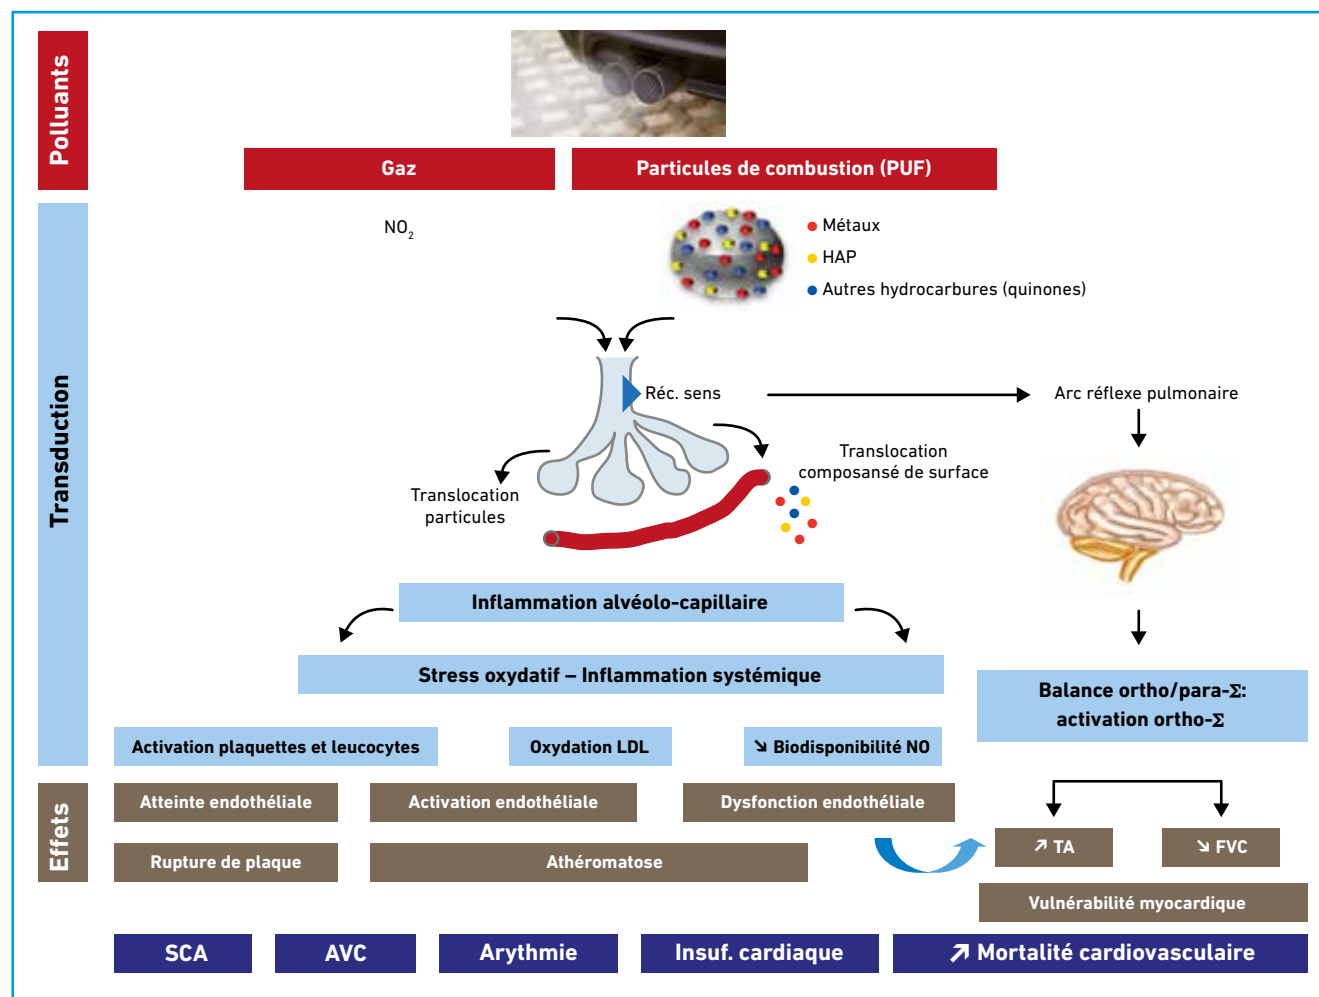 Polluants
Gaz
Particules de combustion (PUF)
Transduction
NO₂
Métaux
HAP
Autres hydrocarbures (quinones)
Réc. sens
Arc réflexe pulmonaire
Translocation
particules
Translocation
composansé de surface
Inflammation alvéolo-capillaire
Stress oxydatif – Inflammation systémique
Balance ortho/para-Σ:
activation ortho-Σ
Activation plaquettes et leucocytes
Oxydation LDL
↘ Biodisponibilité NO
Effets
Atteinte endothéliale
Activation endothéliale
Dysfonction endothéliale
↗ TA
↘ FVC
Rupture de plaque
Athéromatose
Vulnérabilité myocardique
SCA
AVC
Arythmie
Insuf. cardiaque
↗ Mortalité cardiovasculaire